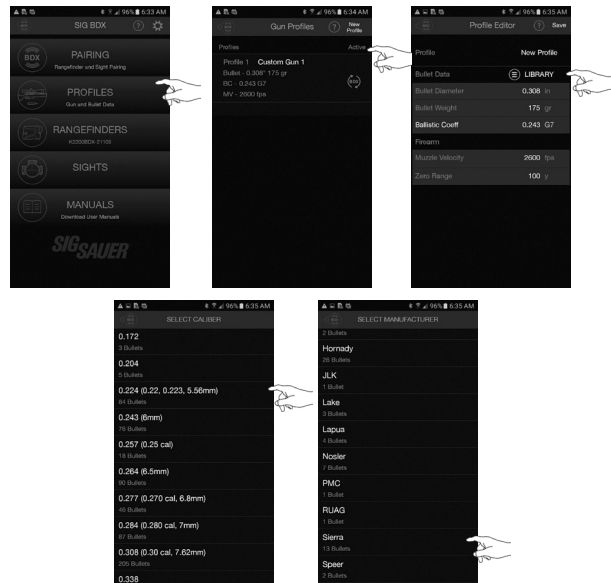 96% 6:33 AM
SIG BDX ?
BDX
PAIRING
Rangefinder and Sight Pairing
PROFILES
Gun and Bullet Data
RANGEFINDERS
SIGHTS
MANUALS
Download User Manuals
SIG SAUER
96% 6:34 AM
Gun Profiles ? New Profile
Profiles Active
Profile 1 Custom Gun 1
Bullet - 0.308" 175 gr
BC - 0.243 G7
MV - 2600 fps
BDX
96% 6:35 AM
Profile Editor ? Save
Profile New Profile
Bullet Data LIBRARY
Bullet Diameter 0.308 in
Bullet Weight 175 gr
Ballistic Coeff 0.243 G7
Firearm
Muzzle Velocity 2600 fps
Zero Range 100 y
96% 6:35 AM
SELECT CALIBER
0.172
3 Bullets
0.204
5 Bullets
0.224 (0.22, 0.223, 5.56mm)
84 Bullets
0.243 (6mm)
76 Bullets
0.257 (0.25 cal)
18 Bullets
0.264 (6.5mm)
90 Bullets
0.277 (0.270 cal, 6.8mm)
46 Bullets
0.284 (0.280 cal, 7mm)
87 Bullets
0.308 (0.30 cal, 7.62mm)
205 Bullets
0.338
96% 6:35 AM
SELECT MANUFACTURER
2 Bullets
Hornady
26 Bullets
JLK
1 Bullet
Lake
3 Bullets
Lapua
4 Bullets
Nosler
7 Bullets
PMC
1 Bullet
RUAG
1 Bullet
Sierra
13 Bullets
Speer
2 Bullets